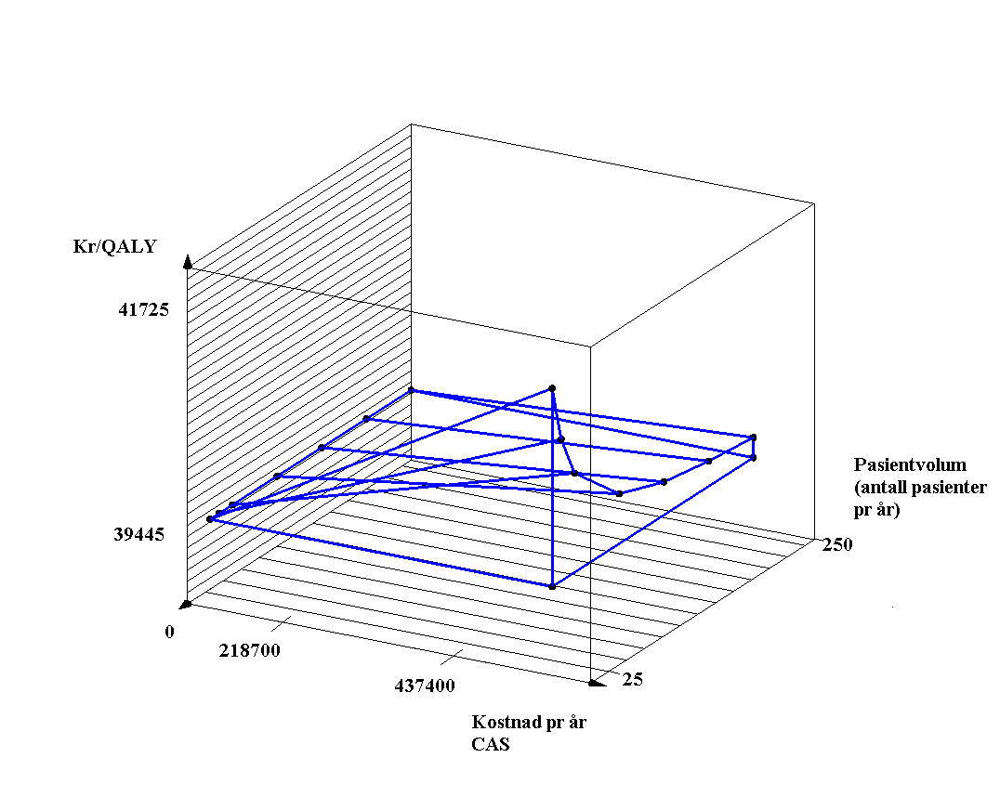 Kr/QALY
41725
39445
0
218700
437400
25
250
Pasientvolum
(antall pasienter
pr år)
Kostnad pr år
CAS